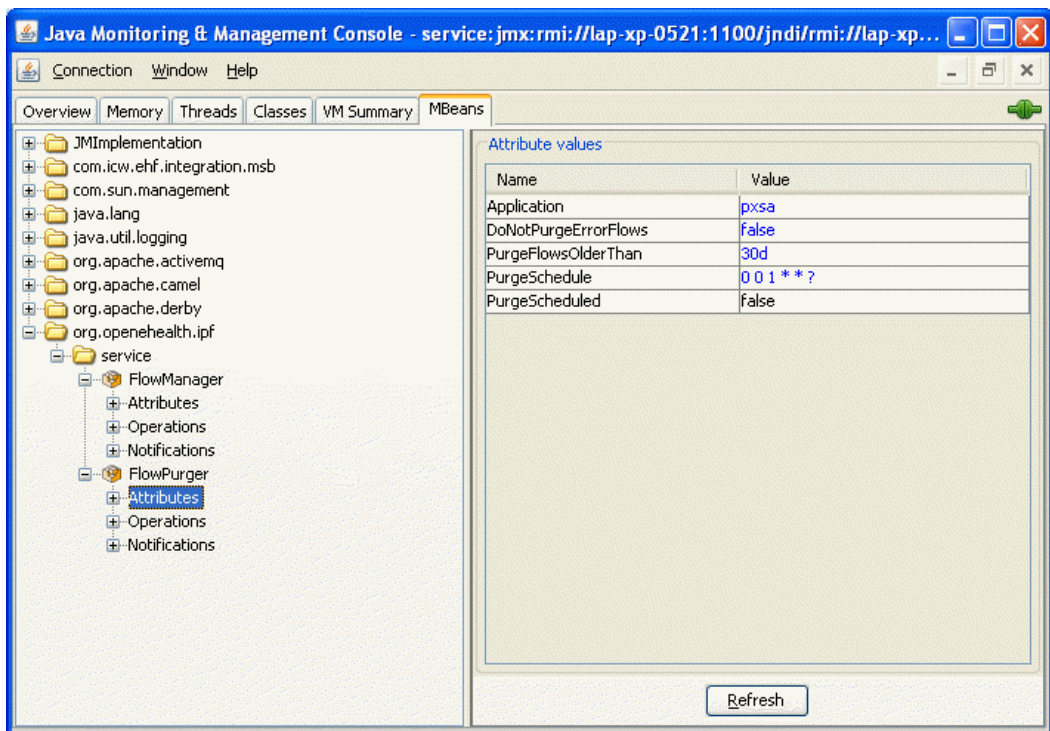 Java Monitoring & Management Console - service:jmx:rmi://lap-xp-0521:1100/jndi/rmi://lap-xp...
Connection Window Help
Overview Memory Threads Classes VM Summary MBeans
JMImplementation
com.icw.ehf.integration.msb
com.sun.management
java.lang
java.util.logging
org.apache.activemq
org.apache.camel
org.apache.derby
org.openehealth.ipf
service
FlowManager
Attributes
Operations
Notifications
FlowPurger
Attributes
Operations
Notifications
Attribute values
Name Value
Application pxsa
DoNotPurgeErrorFlows false
PurgeFlowsOlderThan 30d
PurgeSchedule 0 0 1 * * ?
PurgeScheduled false
Refresh